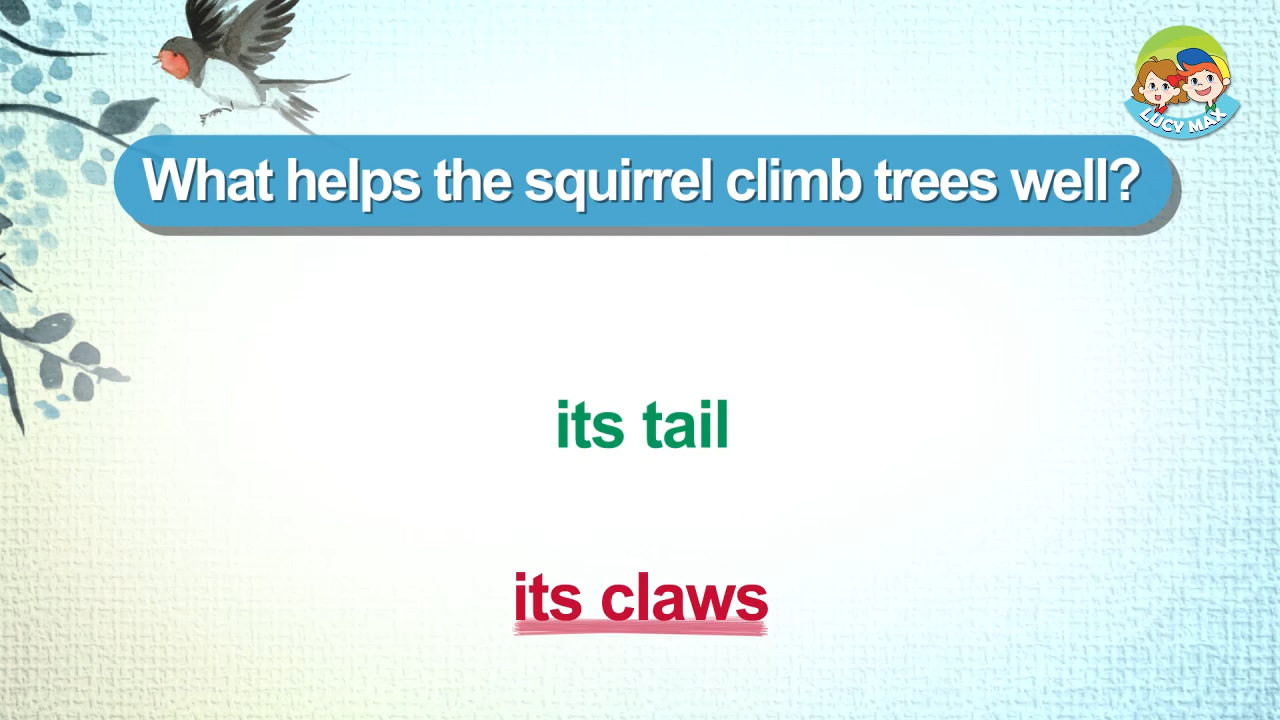 LUCY MAX
What helps the squirrel climb trees well?
its tail
its claws